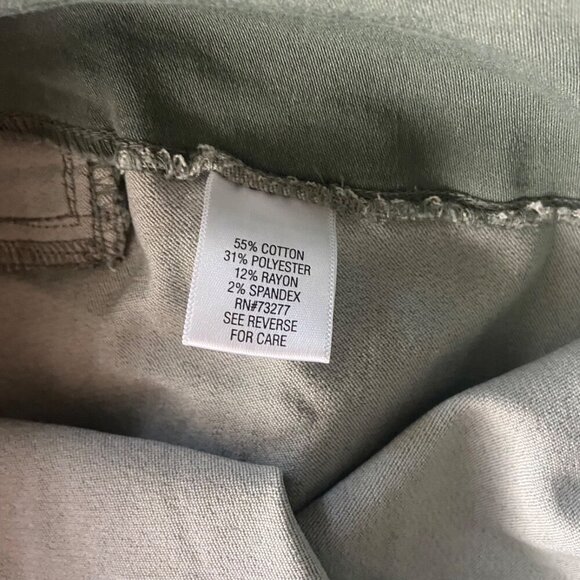 55% COTTON
31% POLYESTER
12% RAYON
2% SPANDEX
RN#73277
SEE REVERSE
FOR CARE